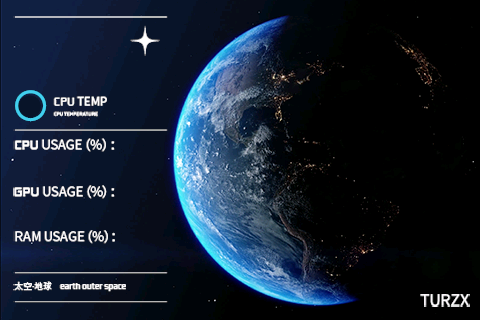 CPU TEMP
CPU TEMPERATURE
CPU USAGE (%) :
GPU USAGE (%) :
RAM USAGE (%) :
太空·地球 earth outer space
TURZX